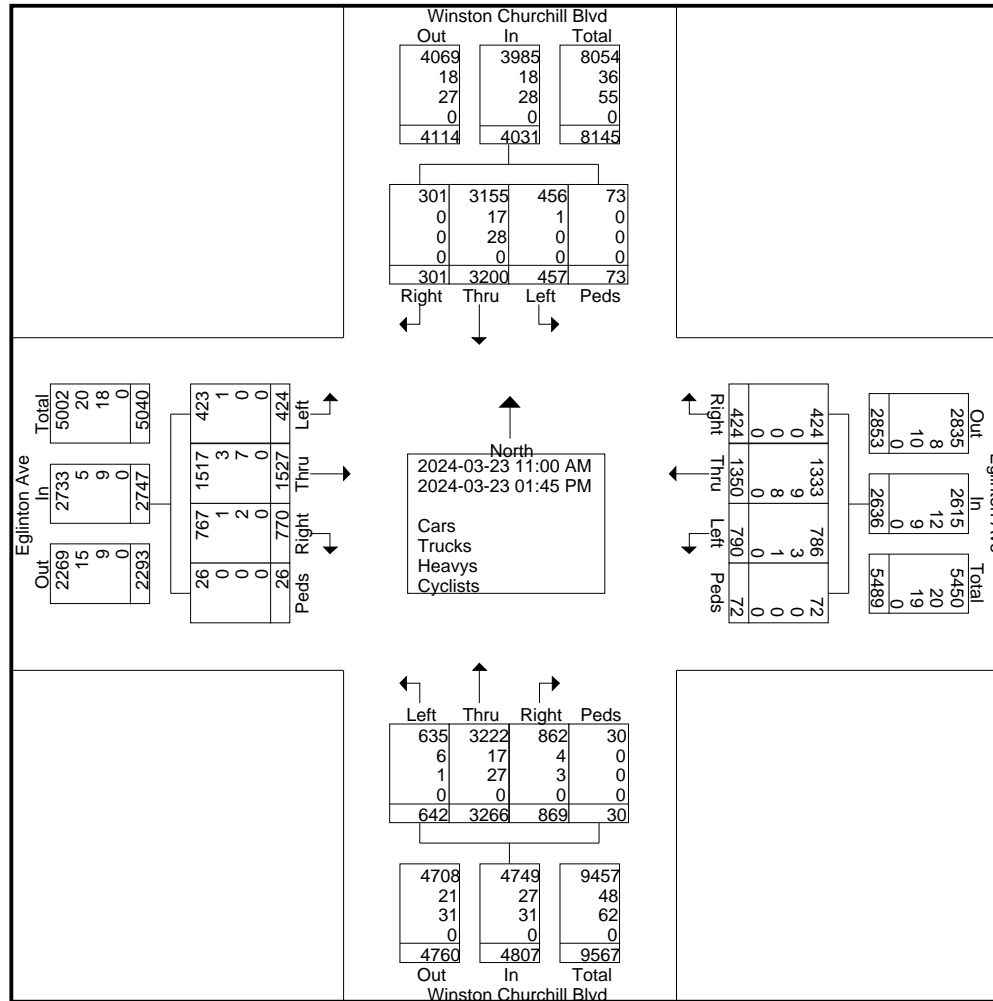 Winston Churchill Blvd
Out In Total
4069 3985 8054
18 18 36
27 28 55
0 0 0
4114 4031 8145
301 3155 456 73
0 17 1 0
0 28 0 0
0 0 0 0
301 3200 457 73
Right Thru Left Peds
Eglinton Ave
Total In Out
5002 2733 2269
20 5 15
18 9 9
0 0 0
5040 2747 2293
423 1 0 0 424 Left
1517 3 7 0 1527 Thru
767 1 2 0 770 Right
26 0 0 0 26 Peds
North
2024-03-23 11:00 AM
2024-03-23 01:45 PM
Cars
Trucks
Heavys
Cyclists
Right 424 0 0 0 424
Thru 1350 0 8 9 1333
Left 790 0 1 3 786
Peds 72 0 0 0 72
Out In Total
2835 2615 5450
8 12 20
10 9 19
0 0 0
2853 2636 5489
Left Thru Right Peds
635 3222 862 30
6 17 4 0
1 27 3 0
0 0 0 0
642 3266 869 30
4708 4749 9457
21 27 48
31 31 62
0 0 0
4760 4807 9567
Out In Total
Winston Churchill Blvd